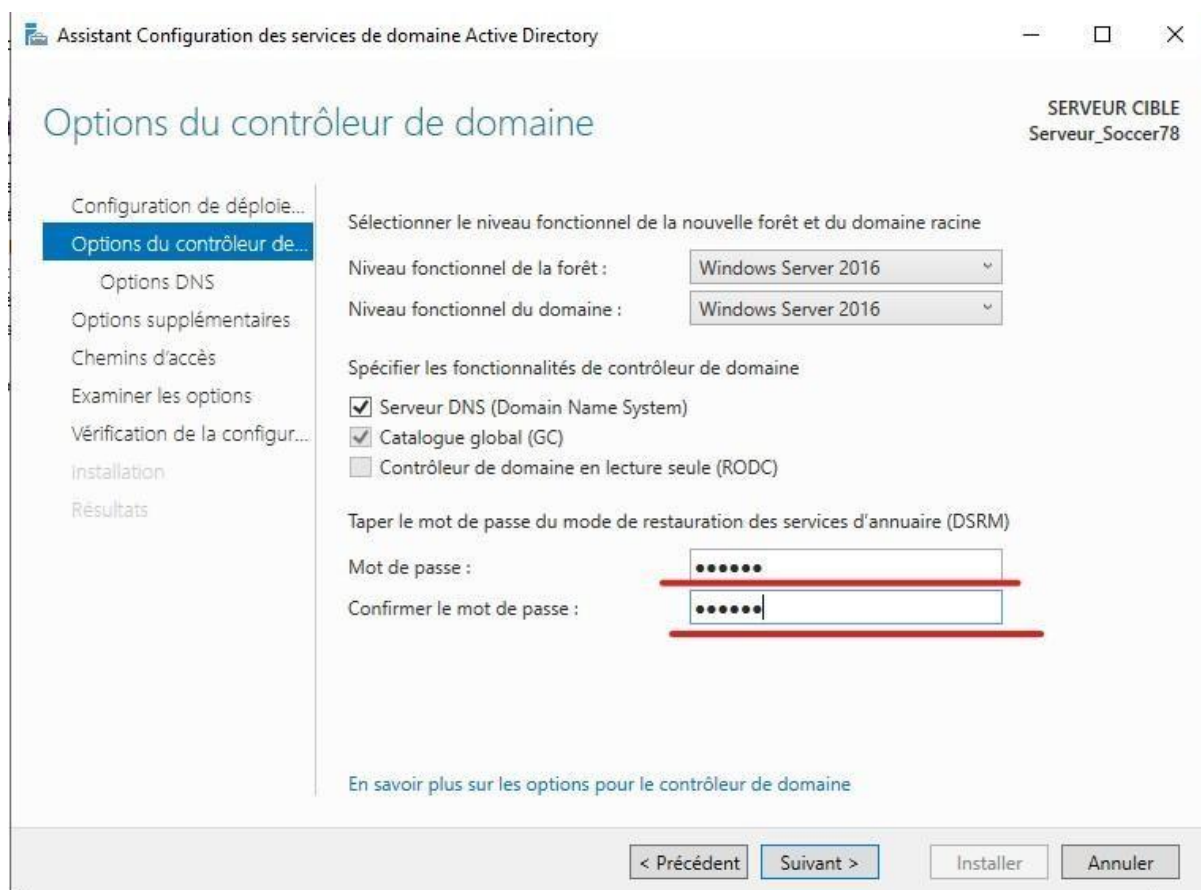 Assistant Configuration des services de domaine Active Directory
Options du contrôleur de domaine
SERVEUR CIBLE
Serveur_Soccer78
Configuration de déploie...
Options du contrôleur de...
Options DNS
Options supplémentaires
Chemins d'accès
Examiner les options
Vérification de la configur...
Installation
Résultats
Sélectionner le niveau fonctionnel de la nouvelle forêt et du domaine racine
Niveau fonctionnel de la forêt : Windows Server 2016
Niveau fonctionnel du domaine : Windows Server 2016
Spécifier les fonctionnalités de contrôleur de domaine
Serveur DNS (Domain Name System)
Catalogue global (GC)
Contrôleur de domaine en lecture seule (RODC)
Taper le mot de passe du mode de restauration des services d'annuaire (DSRM)
Mot de passe : ••••••
Confirmer le mot de passe : ••••••
En savoir plus sur les options pour le contrôleur de domaine
< Précédent Suivant > Installer Annuler